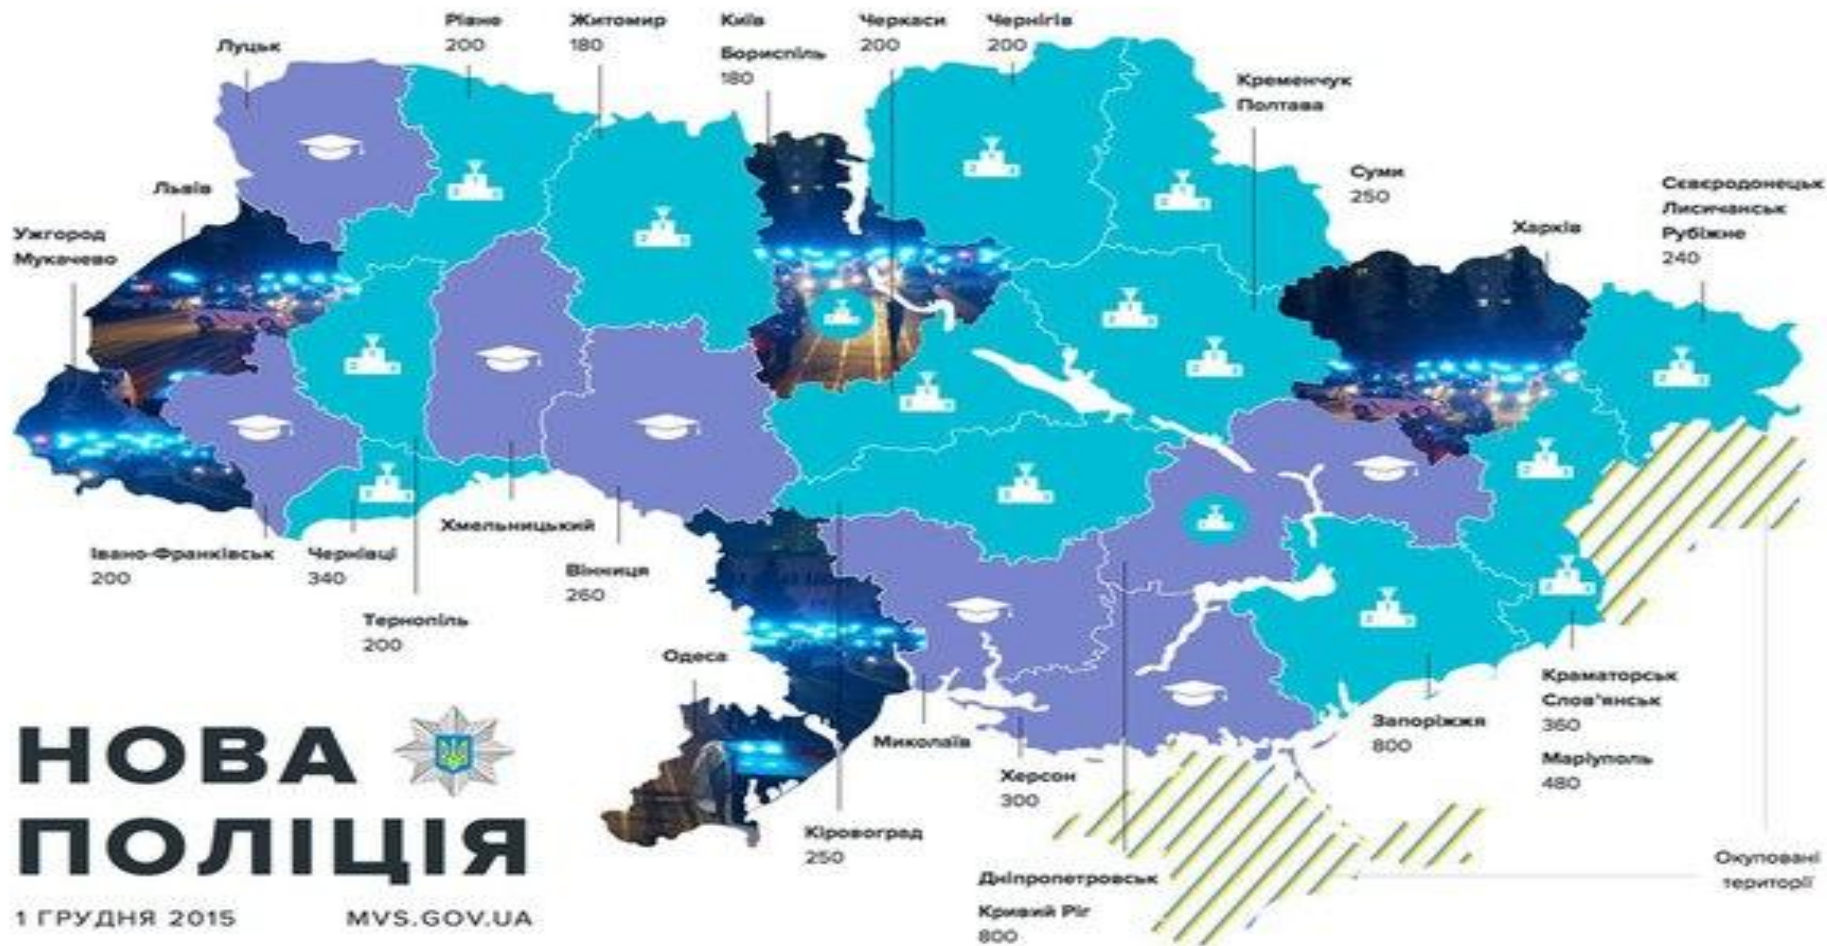 Рівне
200
Житомир
180
Київ
Бориспіль
180
Черкаси
200
Чернігів
200
Луцьк
Кременчук
Полтава
Суми
250
Сєвєродонецьк
Лисичанськ
Рубіжне
240
Львів
Харків
Ужгород
Мукачево
Івано-Франківськ
200
Чернівці
340
Хмельницький
Вінниця
260
Тернопіль
200
Одеса
Миколаїв
Херсон
300
Запоріжжя
800
Краматорськ
Слов'янськ
360
Маріуполь
480
Кіровоград
250
Дніпропетровськ
Кривий Ріг
800
Окуповані
території
НОВА
ПОЛІЦІЯ
1 ГРУДНЯ 2015
MVS.GOV.UA